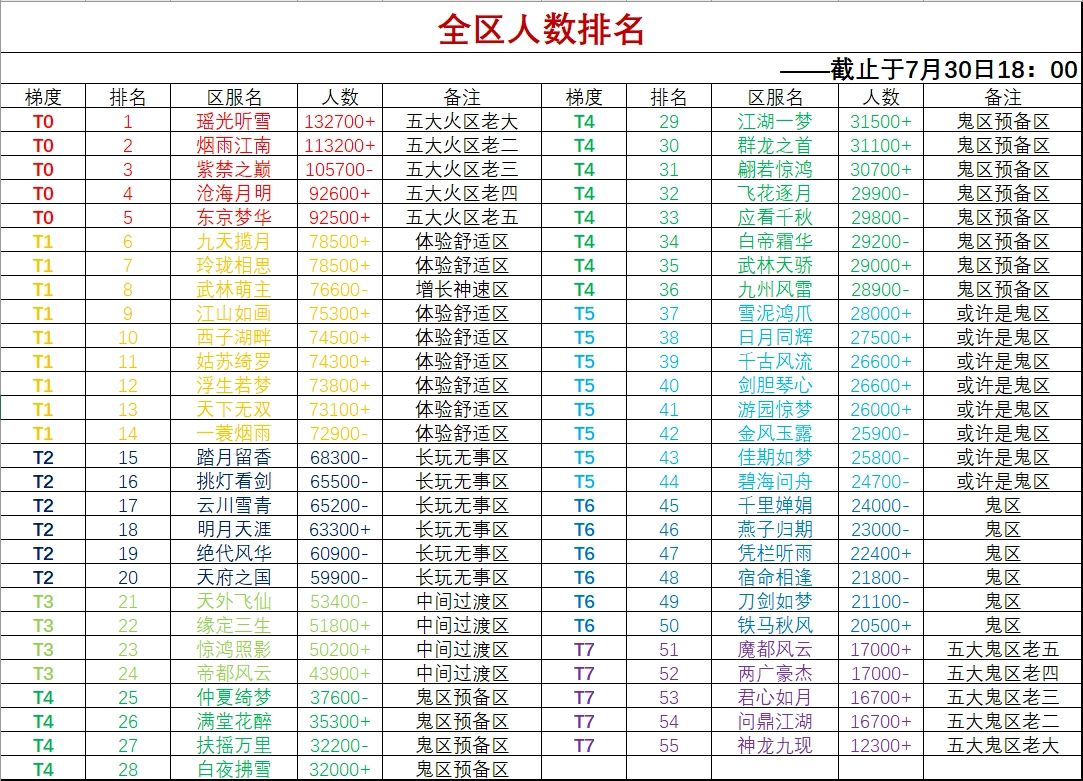 全区人数排名
——截止于7月30日18：00
梯度 排名 区服名 人数 备注 梯度 排名 区服名 人数 备注
T0 1 瑶光听雪 132700+ 五大火区老大 T4 29 江湖一梦 31500+ 鬼区预备区
T0 2 烟雨江南 113200+ 五大火区老二 T4 30 群龙之首 31100+ 鬼区预备区
T0 3 紫禁之巅 105700- 五大火区老三 T4 31 翩若惊鸿 30700+ 鬼区预备区
T0 4 沧海月明 92600+ 五大火区老四 T4 32 飞花逐月 29900- 鬼区预备区
T0 5 东京梦华 92500+ 五大火区老五 T4 33 应看千秋 29800- 鬼区预备区
T1 6 九天揽月 78500+ 体验舒适区 T4 34 白帝霜华 29200- 鬼区预备区
T1 7 玲珑相思 78500+ 体验舒适区 T4 35 武林天骄 29000+ 鬼区预备区
T1 8 武林萌主 76600- 增长神速区 T4 36 九州风雷 28900- 鬼区预备区
T1 9 江山如画 75300+ 体验舒适区 T5 37 雪泥鸿爪 28000+ 或许是鬼区
T1 10 西子湖畔 74500+ 体验舒适区 T5 38 日月同辉 27500+ 或许是鬼区
T1 11 姑苏绮罗 74300+ 体验舒适区 T5 39 千古风流 26600+ 或许是鬼区
T1 12 浮生若梦 73800+ 体验舒适区 T5 40 剑胆琴心 26600+ 或许是鬼区
T1 13 天下无双 73100+ 体验舒适区 T5 41 游园惊梦 26000+ 或许是鬼区
T1 14 一蓑烟雨 72900- 体验舒适区 T5 42 金风玉露 25900- 或许是鬼区
T2 15 踏月留香 68300- 长玩无事区 T5 43 佳期如梦 25800- 或许是鬼区
T2 16 挑灯看剑 65500- 长玩无事区 T5 44 碧海问舟 24700- 或许是鬼区
T2 17 云川雪青 65200- 长玩无事区 T6 45 千里婵娟 24000- 鬼区
T2 18 明月天涯 63300+ 长玩无事区 T6 46 燕子归期 23000- 鬼区
T2 19 绝代风华 60900- 长玩无事区 T6 47 凭栏听雨 22400+ 鬼区
T2 20 天府之国 59900- 长玩无事区 T6 48 宿命相逢 21800- 鬼区
T3 21 天外飞仙 53400- 中间过渡区 T6 49 刀剑如梦 21100- 鬼区
T3 22 缘定三生 51800+ 中间过渡区 T6 50 铁马秋风 20500+ 鬼区
T3 23 惊鸿照影 50200+ 中间过渡区 T7 51 魔都风云 17000+ 五大鬼区老五
T3 24 帝都风云 43900+ 中间过渡区 T7 52 两广豪杰 17000- 五大鬼区老四
T4 25 仲夏绮梦 37600- 鬼区预备区 T7 53 君心如月 16700+ 五大鬼区老三
T4 26 满堂花醉 35300+ 鬼区预备区 T7 54 问鼎江湖 16700+ 五大鬼区老二
T4 27 扶摇万里 32200- 鬼区预备区 T7 55 神龙九现 12300+ 五大鬼区老大
T4 28 白夜拂雪 32000+ 鬼区预备区